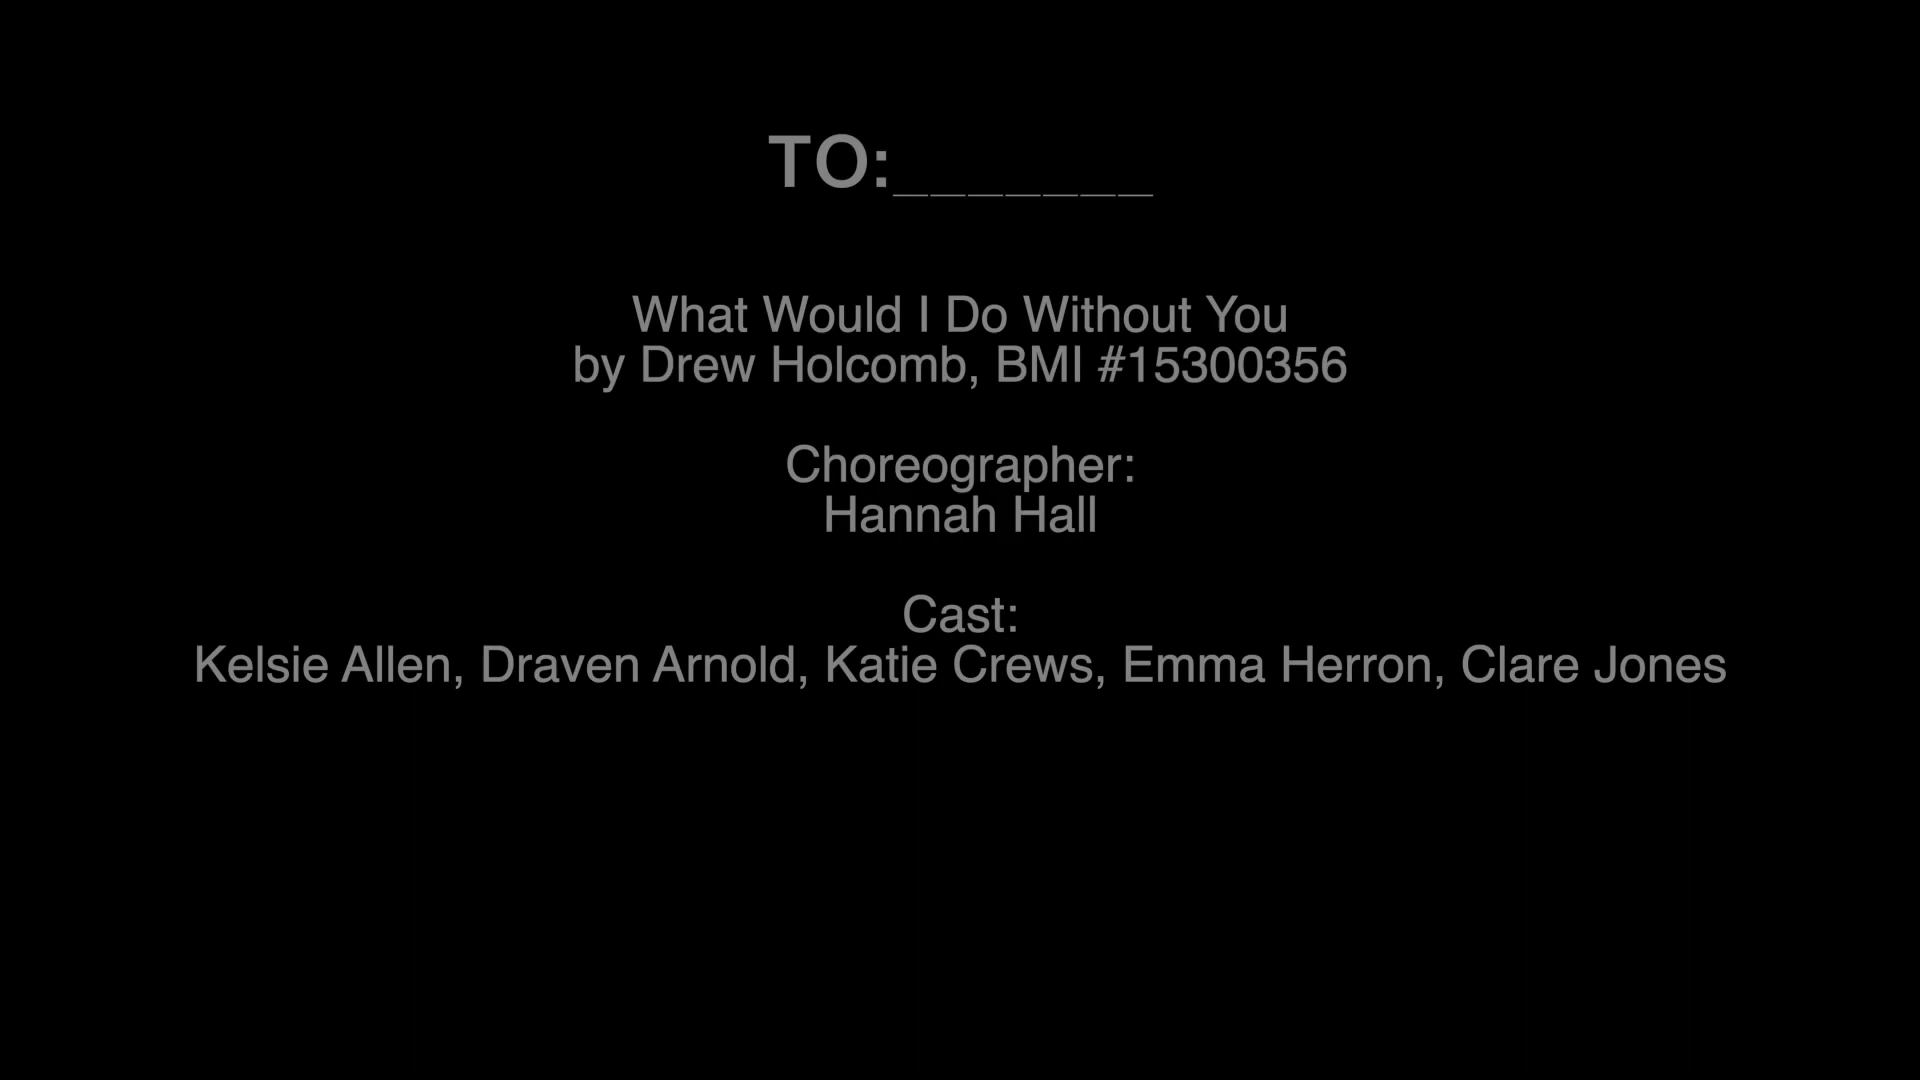 TO:_______
What Would I Do Without You
by Drew Holcomb, BMI #15300356
Choreographer:
Hannah Hall
Cast:
Kelsie Allen, Draven Arnold, Katie Crews, Emma Herron, Clare Jones